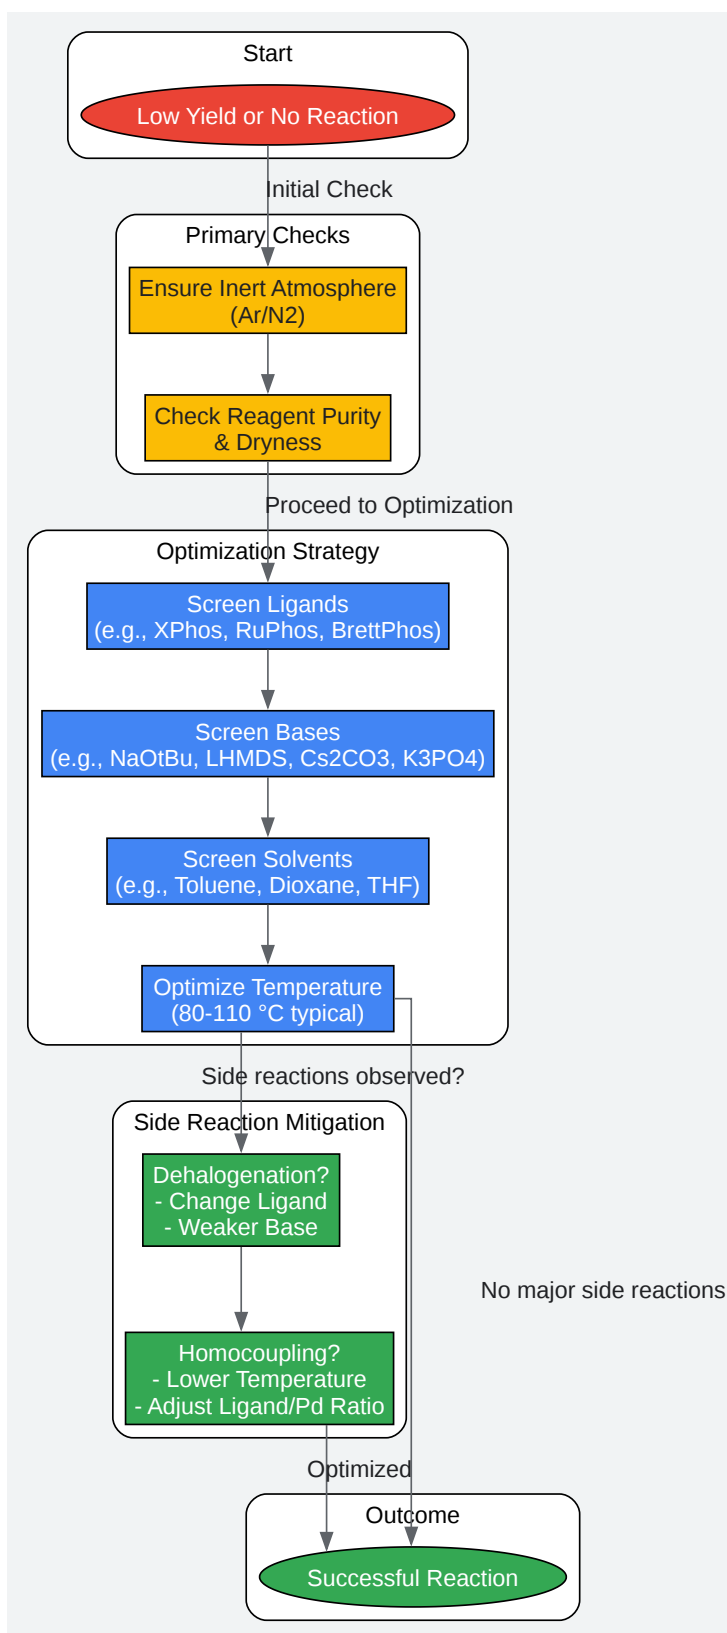 Start
Low Yield or No Reaction
Initial Check
Primary Checks
Ensure Inert Atmosphere
(Ar/N2)
Check Reagent Purity
& Dryness
Proceed to Optimization
Optimization Strategy
Screen Ligands
(e.g., XPhos, RuPhos, BrettPhos)
Screen Bases
(e.g., NaOtBu, LHMDS, Cs2CO3, K3PO4)
Screen Solvents
(e.g., Toluene, Dioxane, THF)
Optimize Temperature
(80-110 °C typical)
Side reactions observed?
Side Reaction Mitigation
Dehalogenation?
- Change Ligand
- Weaker Base
No major side reactions
Homocoupling?
- Lower Temperature
- Adjust Ligand/Pd Ratio
Optimized
Outcome
Successful Reaction